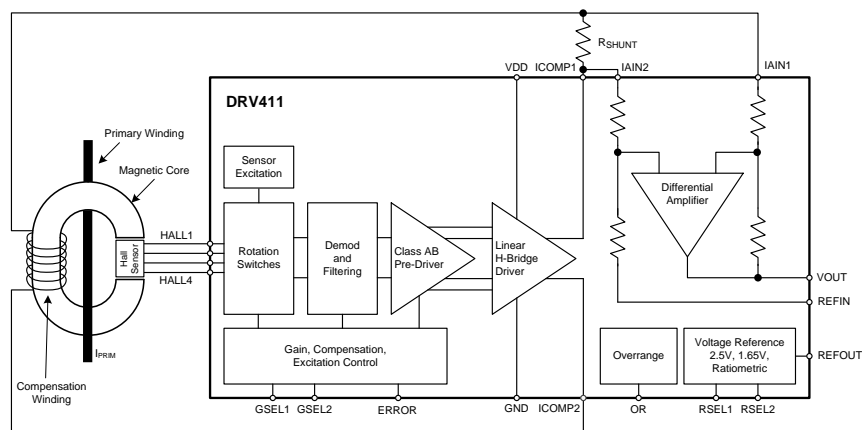 RSHUNT
VDD
ICOMP1
IAIN2
IAIN1
DRV411
Primary Winding
Magnetic Core
Sensor
Excitation
Differential
Amplifier
HALL1
Hall
Sensor
HALL4
Rotation
Switches
Demod
and
Filtering
Class AB
Pre-Driver
Linear
H-Bridge
Driver
VOUT
REFIN
IPRIM
Compensation
Winding
Gain, Compensation,
Excitation Control
Overrange
Voltage Reference
2.5V, 1.65V,
Ratiometric
REFOUT
GSEL1
GSEL2
ERROR
GND
ICOMP2
OR
RSEL1
RSEL2